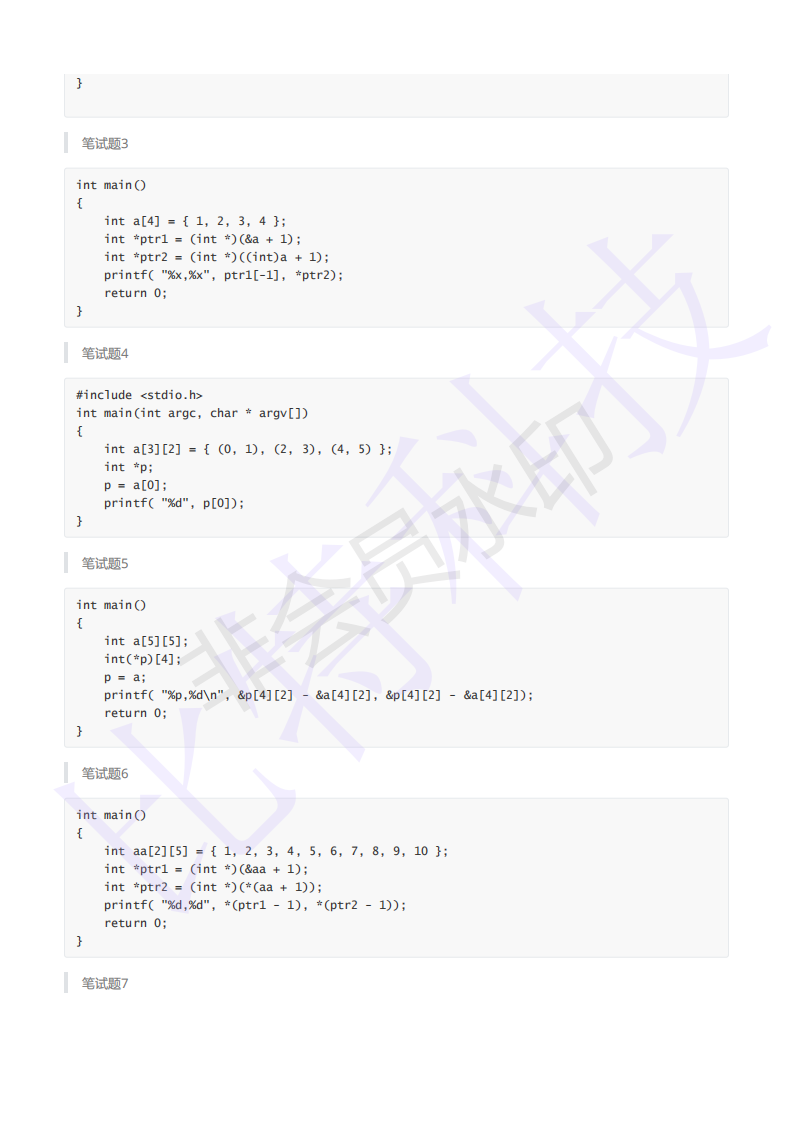 }
笔试题3
int main()
{
    int a[4] = { 1, 2, 3, 4 };
    int *ptr1 = (int *)(&a + 1);
    int *ptr2 = (int *)((int)a + 1);
    printf( "%x,%x", ptr1[-1], *ptr2);
    return 0;
}
笔试题4
#include <stdio.h>
int main(int argc, char * argv[])
{
    int a[3][2] = { (0, 1), (2, 3), (4, 5) };
    int *p;
    p = a[0];
    printf( "%d", p[0]);
}
笔试题5
int main()
{
    int a[5][5];
    int(*p)[4];
    p = a;
    printf( "%p,%d\n", &p[4][2] - &a[4][2], &p[4][2] - &a[4][2]);
    return 0;
}
笔试题6
int main()
{
    int aa[2][5] = { 1, 2, 3, 4, 5, 6, 7, 8, 9, 10 };
    int *ptr1 = (int *)(&aa + 1);
    int *ptr2 = (int *)(*(aa + 1));
    printf( "%d,%d", *(ptr1 - 1), *(ptr2 - 1));
    return 0;
}
笔试题7
比特科技
非会员水印